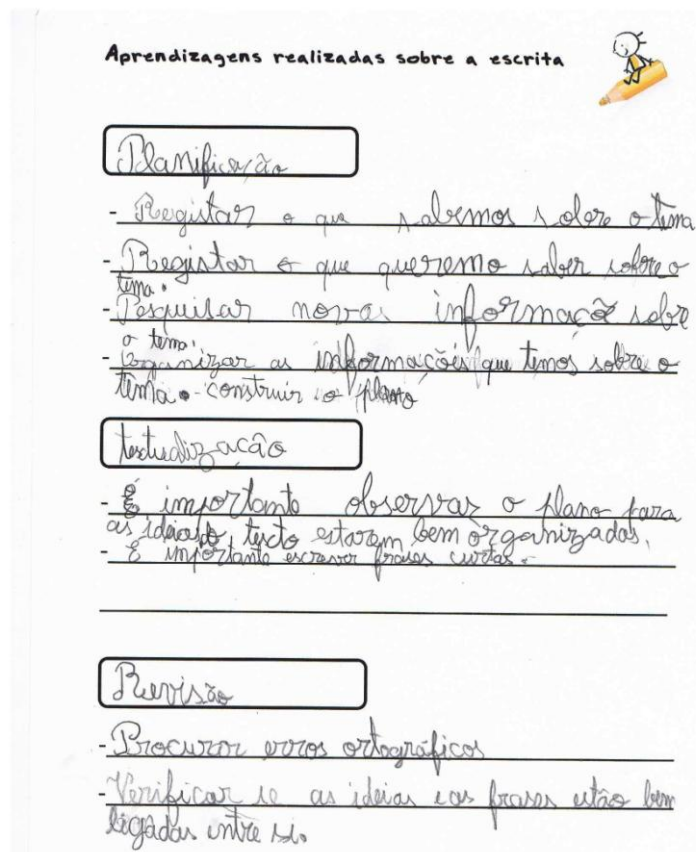 Aprendizagens realizadas sobre a escrita
Planificação
- Registar o que sabemos sobre o tema
- Registar o que queremo saber sobre o
tema.
- Pesquisar novas informaçõe sobre
o tema.
- Organizar as informações que temos sobre o
tema. - construir o plano
textualização
- É importante observar o plano para
as ideias do texto estarem bem organizadas.
- É importante escrever frases curtas.
Revisão
- Procurar erros ortográficos
- Verificar se as ideias e as frases estão bem
ligadas entre si.